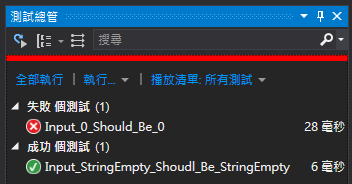 測試總管
搜尋
全部執行 | 執行... | 播放清單: 所有測試
失敗 個測試 (1)
Input_0_Should_Be_0 28 毫秒
成功 個測試 (1)
Input_StringEmpty_Shoudl_Be_StringEmpty 6 毫秒